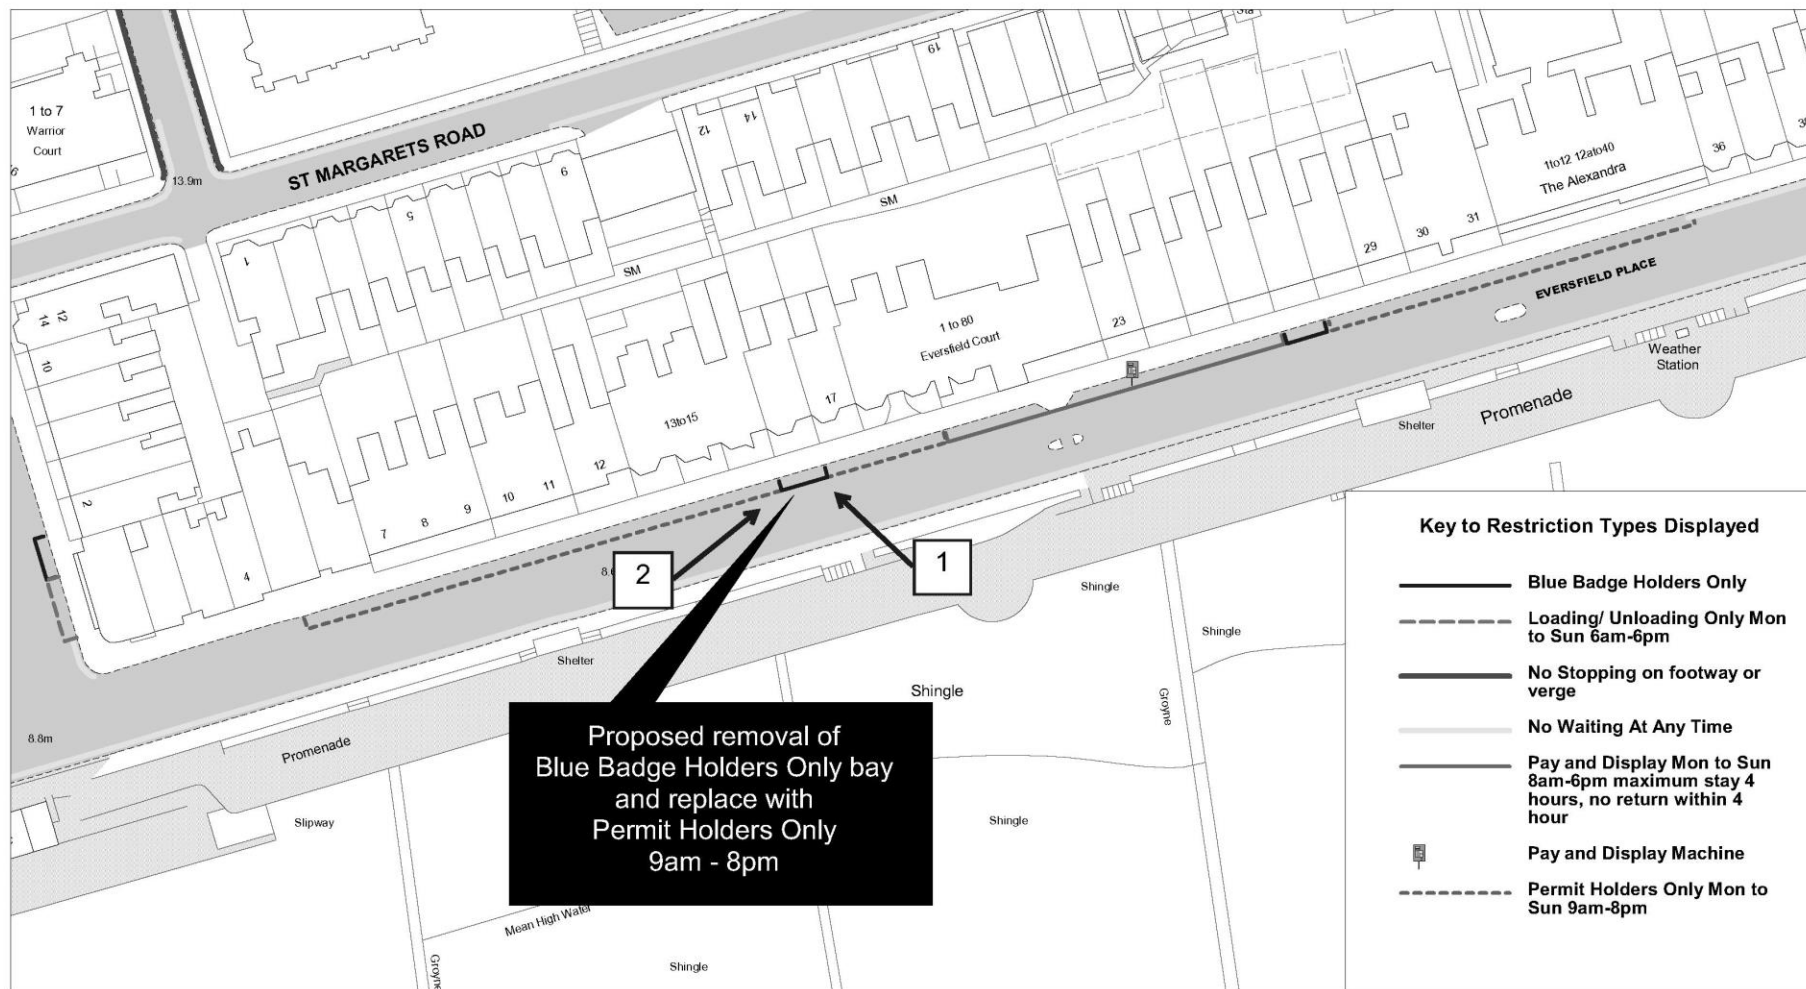 Sta
19
1 to 7
Warrior
Court
ST MARGARETS ROAD
14
12
6
1to12 12ato40
The Alexandra
36
13.9m
5
SM
SM
31
30
29
1
EVERSFIELD PLACE
12
14
10
1 to 80
Eversfield Court
23
Weather
Station
17
13to15
Promenade
Shelter
12
11
10
9
8
7
2
4
2
1
Shingle
Shingle
Shelter
Shingle
Groyne
8.8m
Promenade
Slipway
Shingle
Mean High Water
Groyne
Shingle
Proposed removal of
Blue Badge Holders Only bay
and replace with
Permit Holders Only
9am - 8pm
Key to Restriction Types Displayed
Blue Badge Holders Only
Loading/ Unloading Only Mon
to Sun 6am-6pm
No Stopping on footway or
verge
No Waiting At Any Time
Pay and Display Mon to Sun
8am-6pm maximum stay 4
hours, no return within 4
hour
Pay and Display Machine
Permit Holders Only Mon to
Sun 9am-8pm